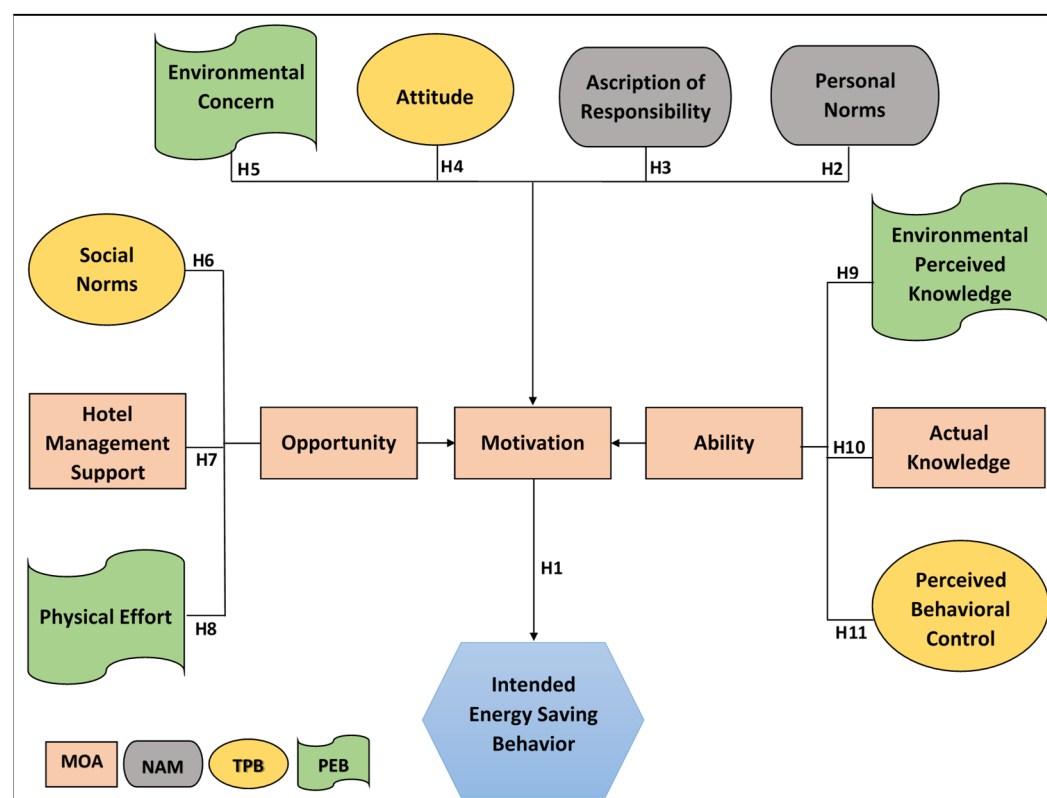 Environmental
Concern
Attitude
Ascription of
Responsibility
Personal
Norms
H5
H4
H3
H2
Social
Norms
H6
Environmental
Perceived
Knowledge
H9
Hotel
Management
Support
H7
Opportunity
Motivation
Ability
H10
Actual
Knowledge
Physical Effort
H8
H1
Perceived
Behavioral
Control
H11
Intended
Energy Saving
Behavior
MOA
NAM
TPB
PEB